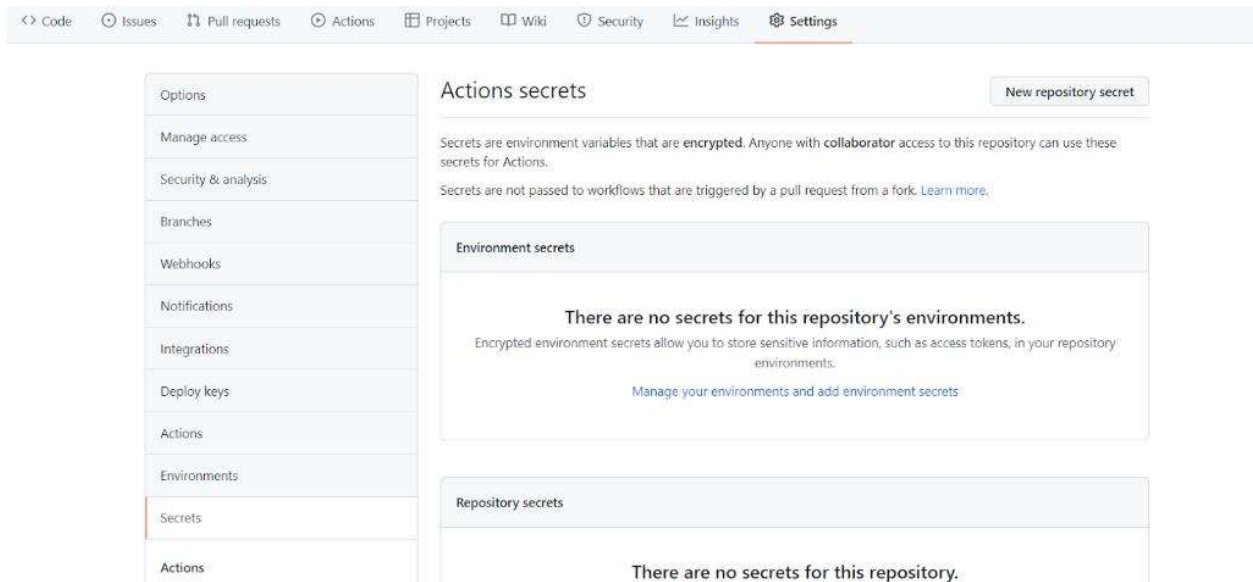 Code Issues Pull requests Actions Projects Wiki Security Insights Settings
Options
Manage access
Security & analysis
Branches
Webhooks
Notifications
Integrations
Deploy keys
Actions
Environments
Secrets
Actions
Actions secrets
New repository secret
Secrets are environment variables that are encrypted. Anyone with collaborator access to this repository can use these
secrets for Actions.
Secrets are not passed to workflows that are triggered by a pull request from a fork. Learn more.
Environment secrets
There are no secrets for this repository's environments.
Encrypted environment secrets allow you to store sensitive information, such as access tokens, in your repository
environments.
Manage your environments and add environment secrets
Repository secrets
There are no secrets for this repository.